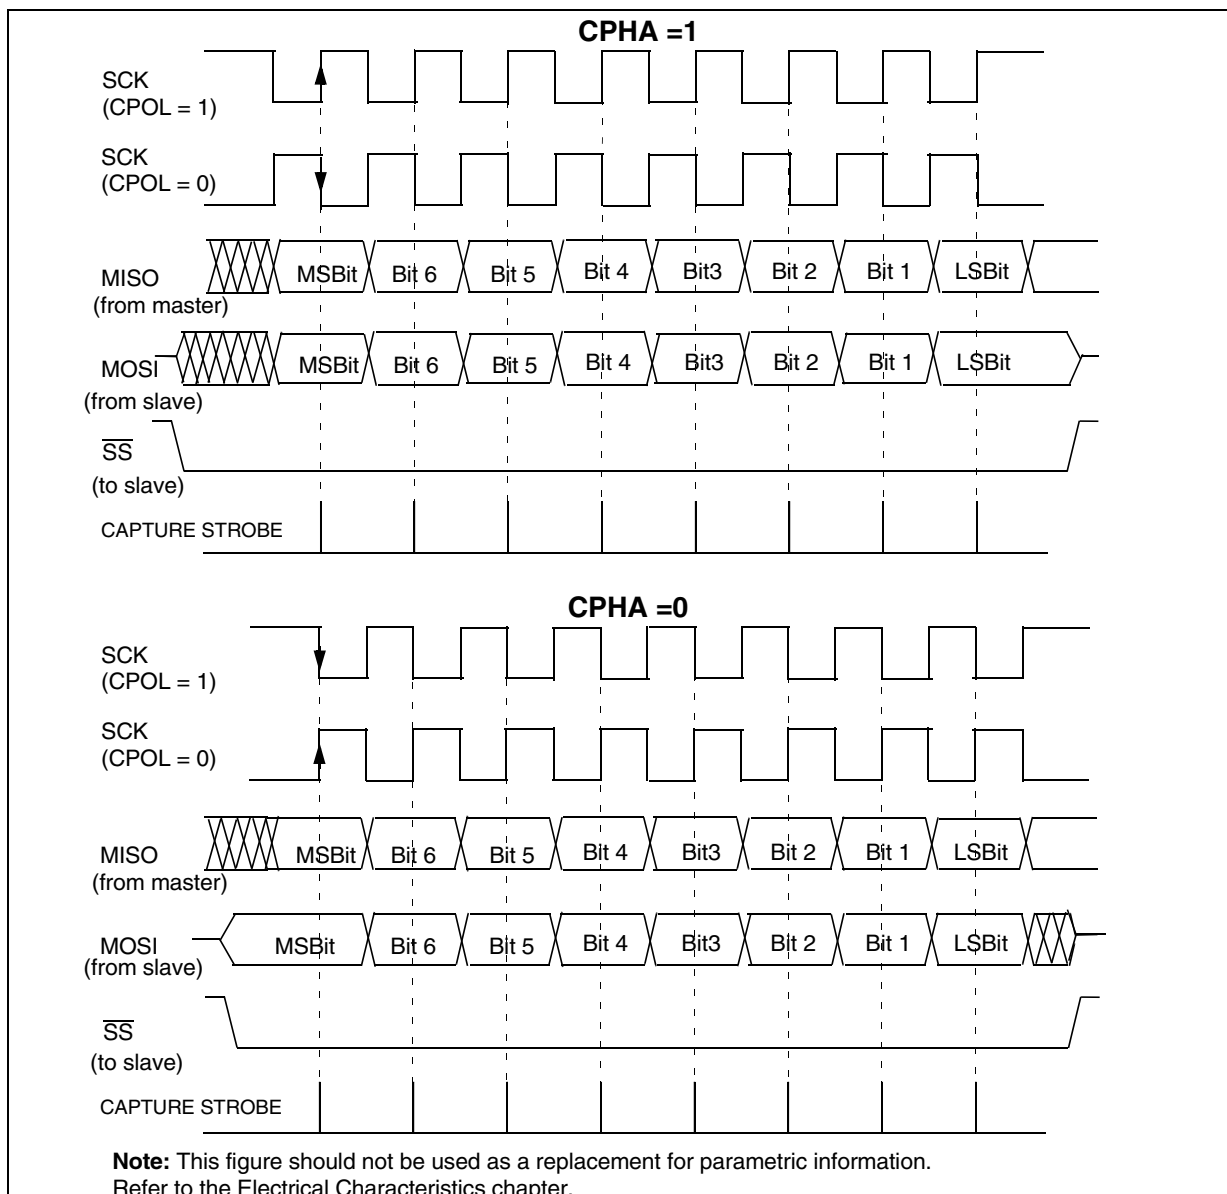 CPHA =1
SCK
(CPOL = 1)
SCK
(CPOL = 0)
MISO
(from master)
MSBit Bit 6 Bit 5 Bit 4 Bit3 Bit 2 Bit 1 LSBit
MOSI
(from slave)
MSBit Bit 6 Bit 5 Bit 4 Bit3 Bit 2 Bit 1 LSBit
SS
(to slave)
CAPTURE STROBE
CPHA =0
SCK
(CPOL = 1)
SCK
(CPOL = 0)
MISO
(from master)
MSBit Bit 6 Bit 5 Bit 4 Bit3 Bit 2 Bit 1 LSBit
MOSI
(from slave)
MSBit Bit 6 Bit 5 Bit 4 Bit3 Bit 2 Bit 1 LSBit
SS
(to slave)
CAPTURE STROBE
Note: This figure should not be used as a replacement for parametric information.
Refer to the Electrical Characteristics chapter.